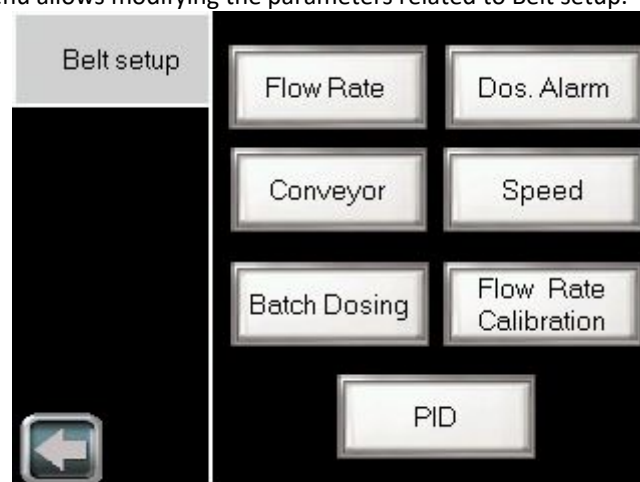 allows modifying the parameters related to Belt setup.
Belt setup
Flow Rate
Dos. Alarm
Conveyor
Speed
Batch Dosing
Flow Rate
Calibration
PID